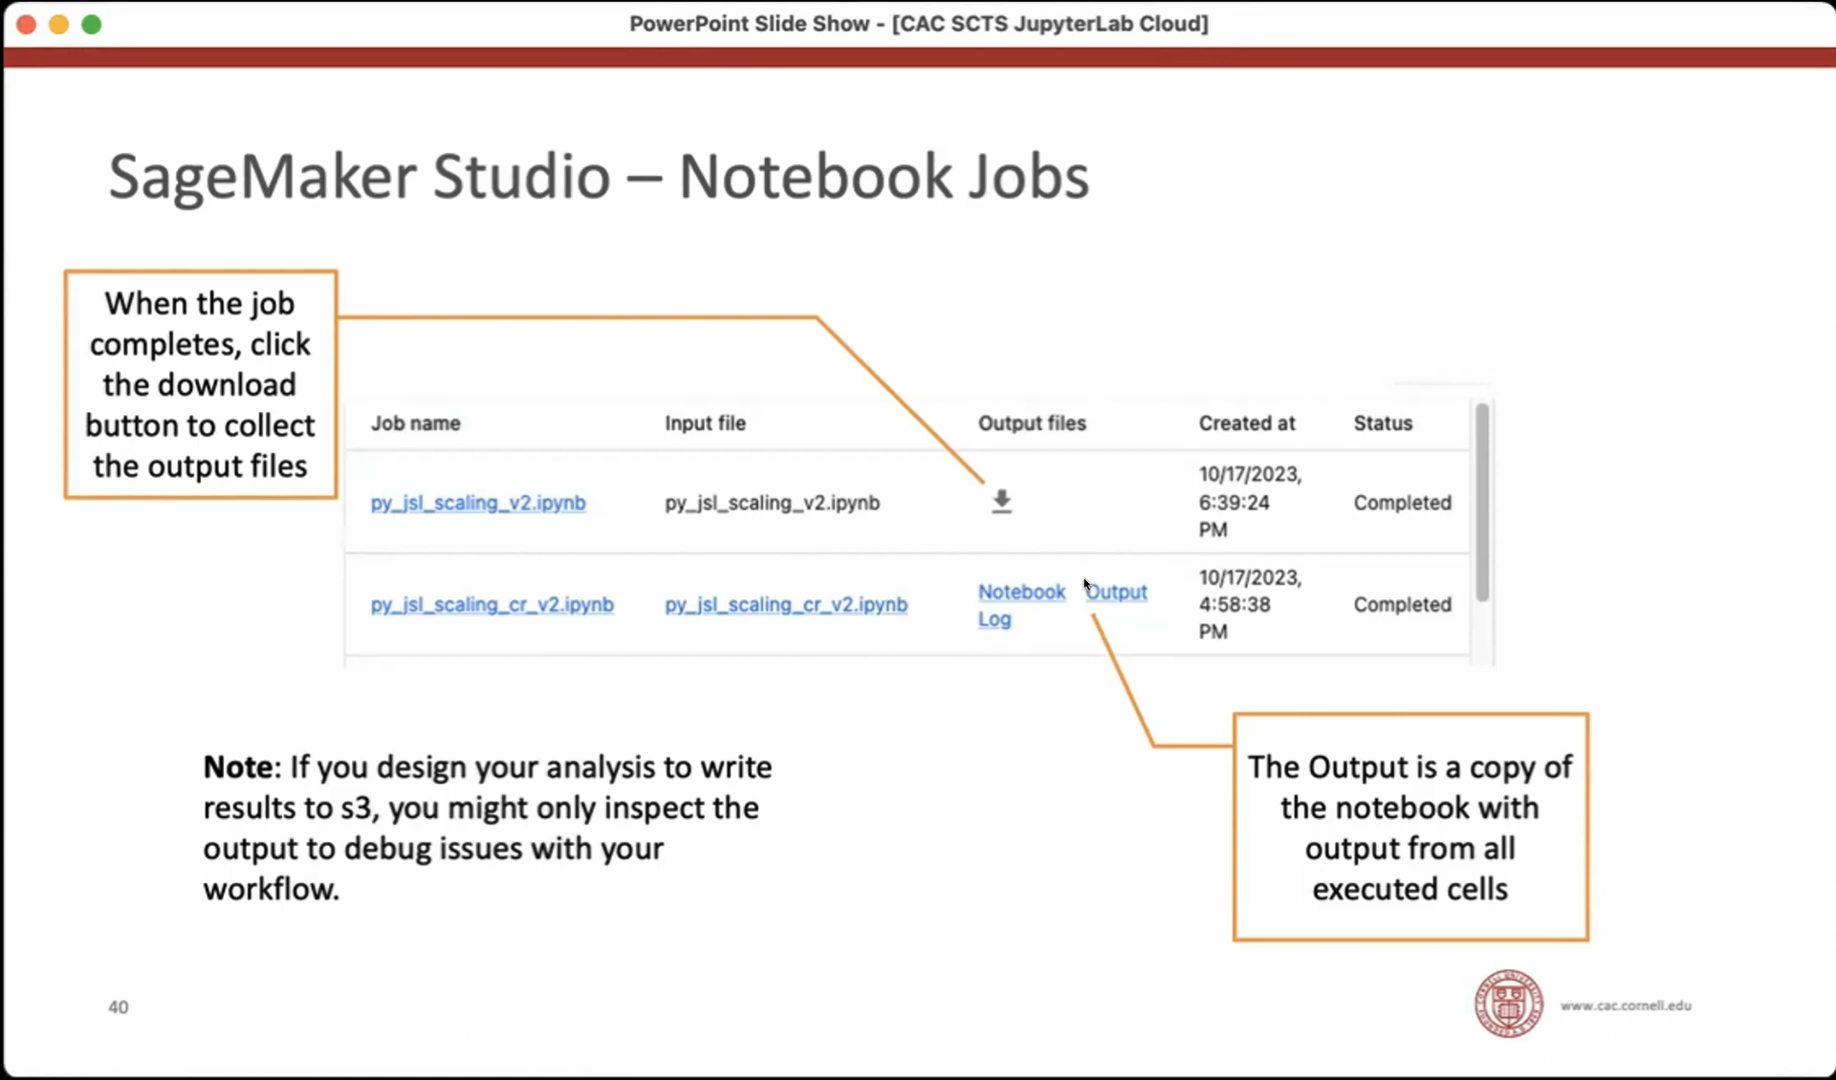 PowerPoint Slide Show - [CAC SCTS JupyterLab Cloud]
SageMaker Studio – Notebook Jobs
When the job
completes, click
the download
button to collect
the output files
Job name Input file Output files Created at Status
py_jsl_scaling_v2.ipynb py_jsl_scaling_v2.ipynb 10/17/2023, 6:39:24 PM Completed
py_jsl_scaling_cr_v2.ipynb py_jsl_scaling_cr_v2.ipynb Notebook Output Log 10/17/2023, 4:58:38 PM Completed
Note: If you design your analysis to write
results to s3, you might only inspect the
output to debug issues with your
workflow.
The Output is a copy of
the notebook with
output from all
executed cells
40
www.cac.cornell.edu